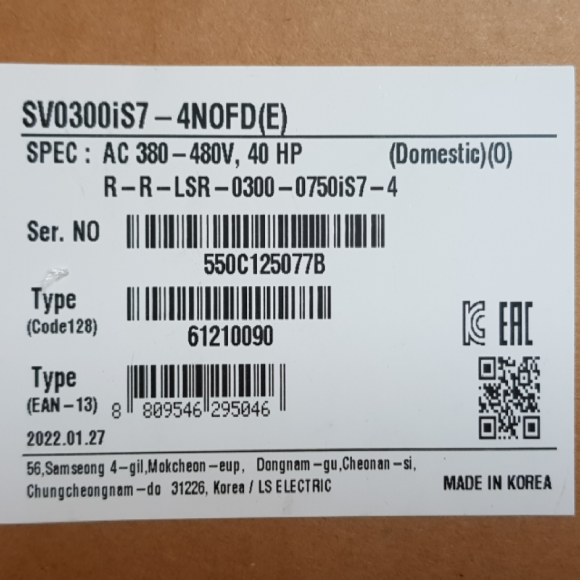 SV0300iS7-4NOFD(E)
SPEC : AC 380-480V, 40 HP (Domestic)(O)
R-R-LSR-0300-0750iS7-4
Ser. NO
550C125077B
Type
(Code128)
61210090
EAC
Type
(EAN-13)
8 809546 295046
2022.01.27
56,Samseong 4-gil,Mokcheon-eup, Dongnam-gu,Cheonan-si,
Chungcheongnam-do 31226, Korea / LS ELECTRIC
MADE IN KOREA